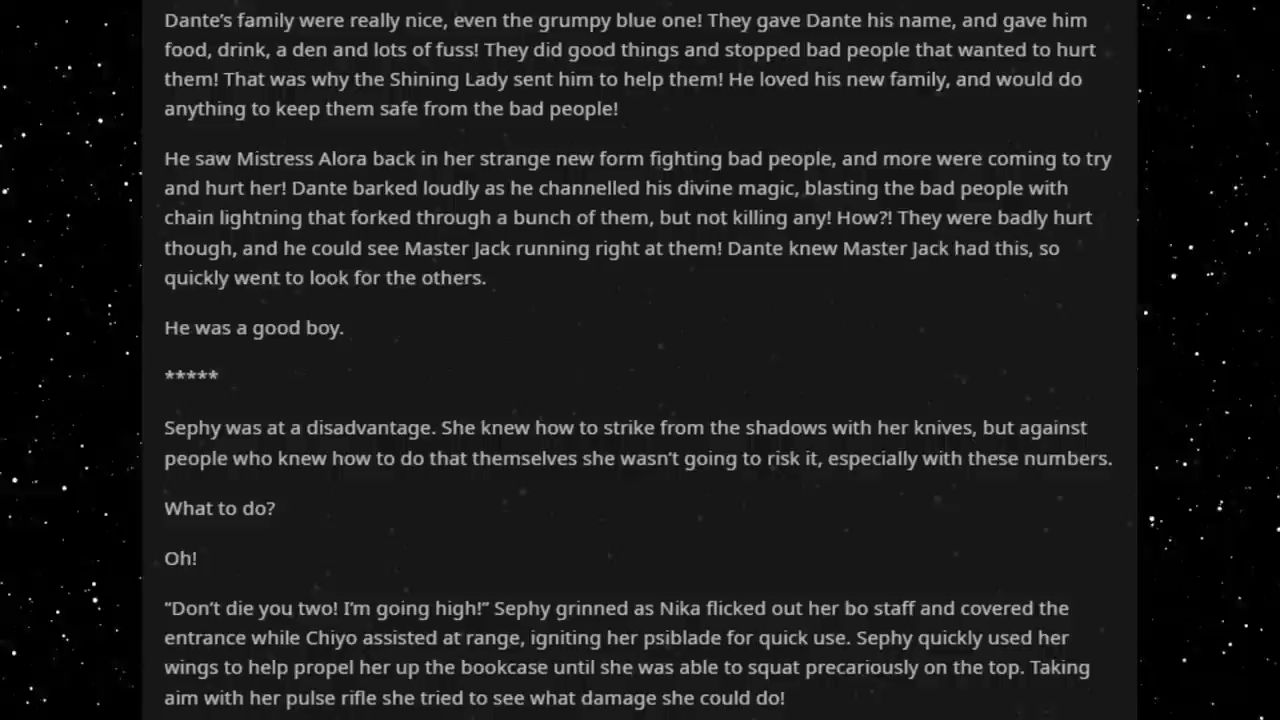 Dante’s family were really nice, even the grumpy blue one! They gave Dante his name, and gave him
food, drink, a den and lots of fuss! They did good things and stopped bad people that wanted to hurt
them! That was why the Shining Lady sent him to help them! He loved his new family, and would do
anything to keep them safe from the bad people!
He saw Mistress Alora back in her strange new form fighting bad people, and more were coming to try
and hurt her! Dante barked loudly as he channelled his divine magic, blasting the bad people with
chain lightning that forked through a bunch of them, but not killing any! How?! They were badly hurt
though, and he could see Master Jack running right at them! Dante knew Master Jack had this, so
quickly went to look for the others.
He was a good boy.
*****
Sephy was at a disadvantage. She knew how to strike from the shadows with her knives, but against
people who knew how to do that themselves she wasn’t going to risk it, especially with these numbers.
What to do?
Oh!
“Don’t die you two! I’m going high!” Sephy grinned as Nika flicked out her bo staff and covered the
entrance while Chiyo assisted at range, igniting her psiblade for quick use. Sephy quickly used her
wings to help propel her up the bookcase until she was able to squat precariously on the top. Taking
aim with her pulse rifle she tried to see what damage she could do!